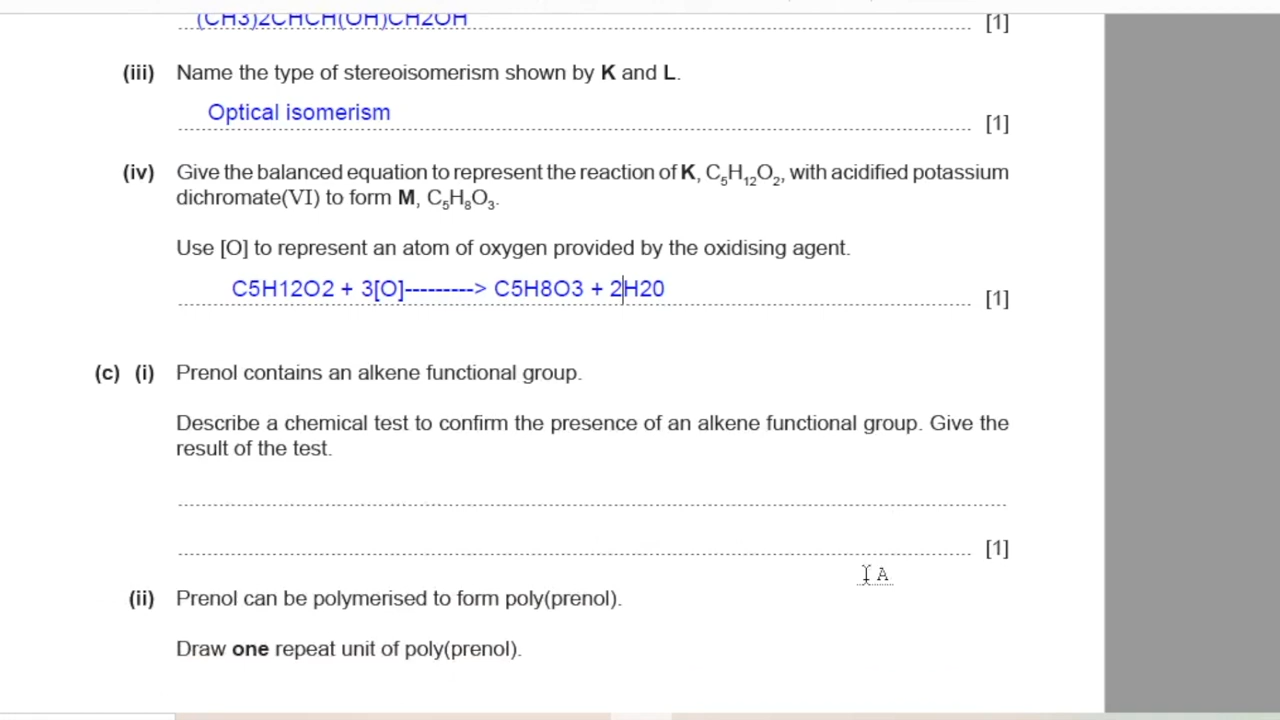 (CH3)2CHCH(OH)CH2OH
[1]
(iii) Name the type of stereoisomerism shown by K and L.
Optical isomerism
[1]
(iv) Give the balanced equation to represent the reaction of K, C₅H₁₂O₂, with acidified potassium
dichromate(VI) to form M, C₅H₈O₃.
Use [O] to represent an atom of oxygen provided by the oxidising agent.
C5H12O2 + 3[O]---------> C5H8O3 + 2H20
[1]
(c) (i) Prenol contains an alkene functional group.
Describe a chemical test to confirm the presence of an alkene functional group. Give the
result of the test.
[1]
A
(ii) Prenol can be polymerised to form poly(prenol).
Draw one repeat unit of poly(prenol).